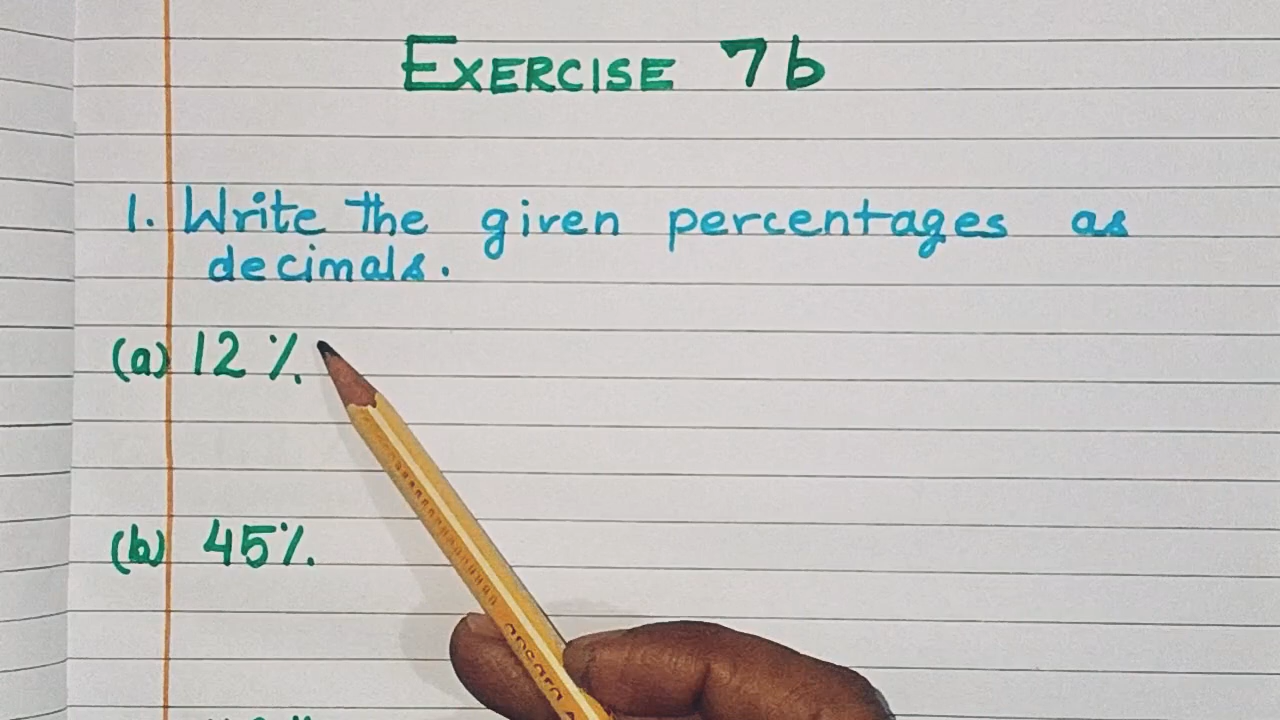 EXERCISE 7b
1. Write the given percentages as
decimals.
(a) 12%
(b) 45%